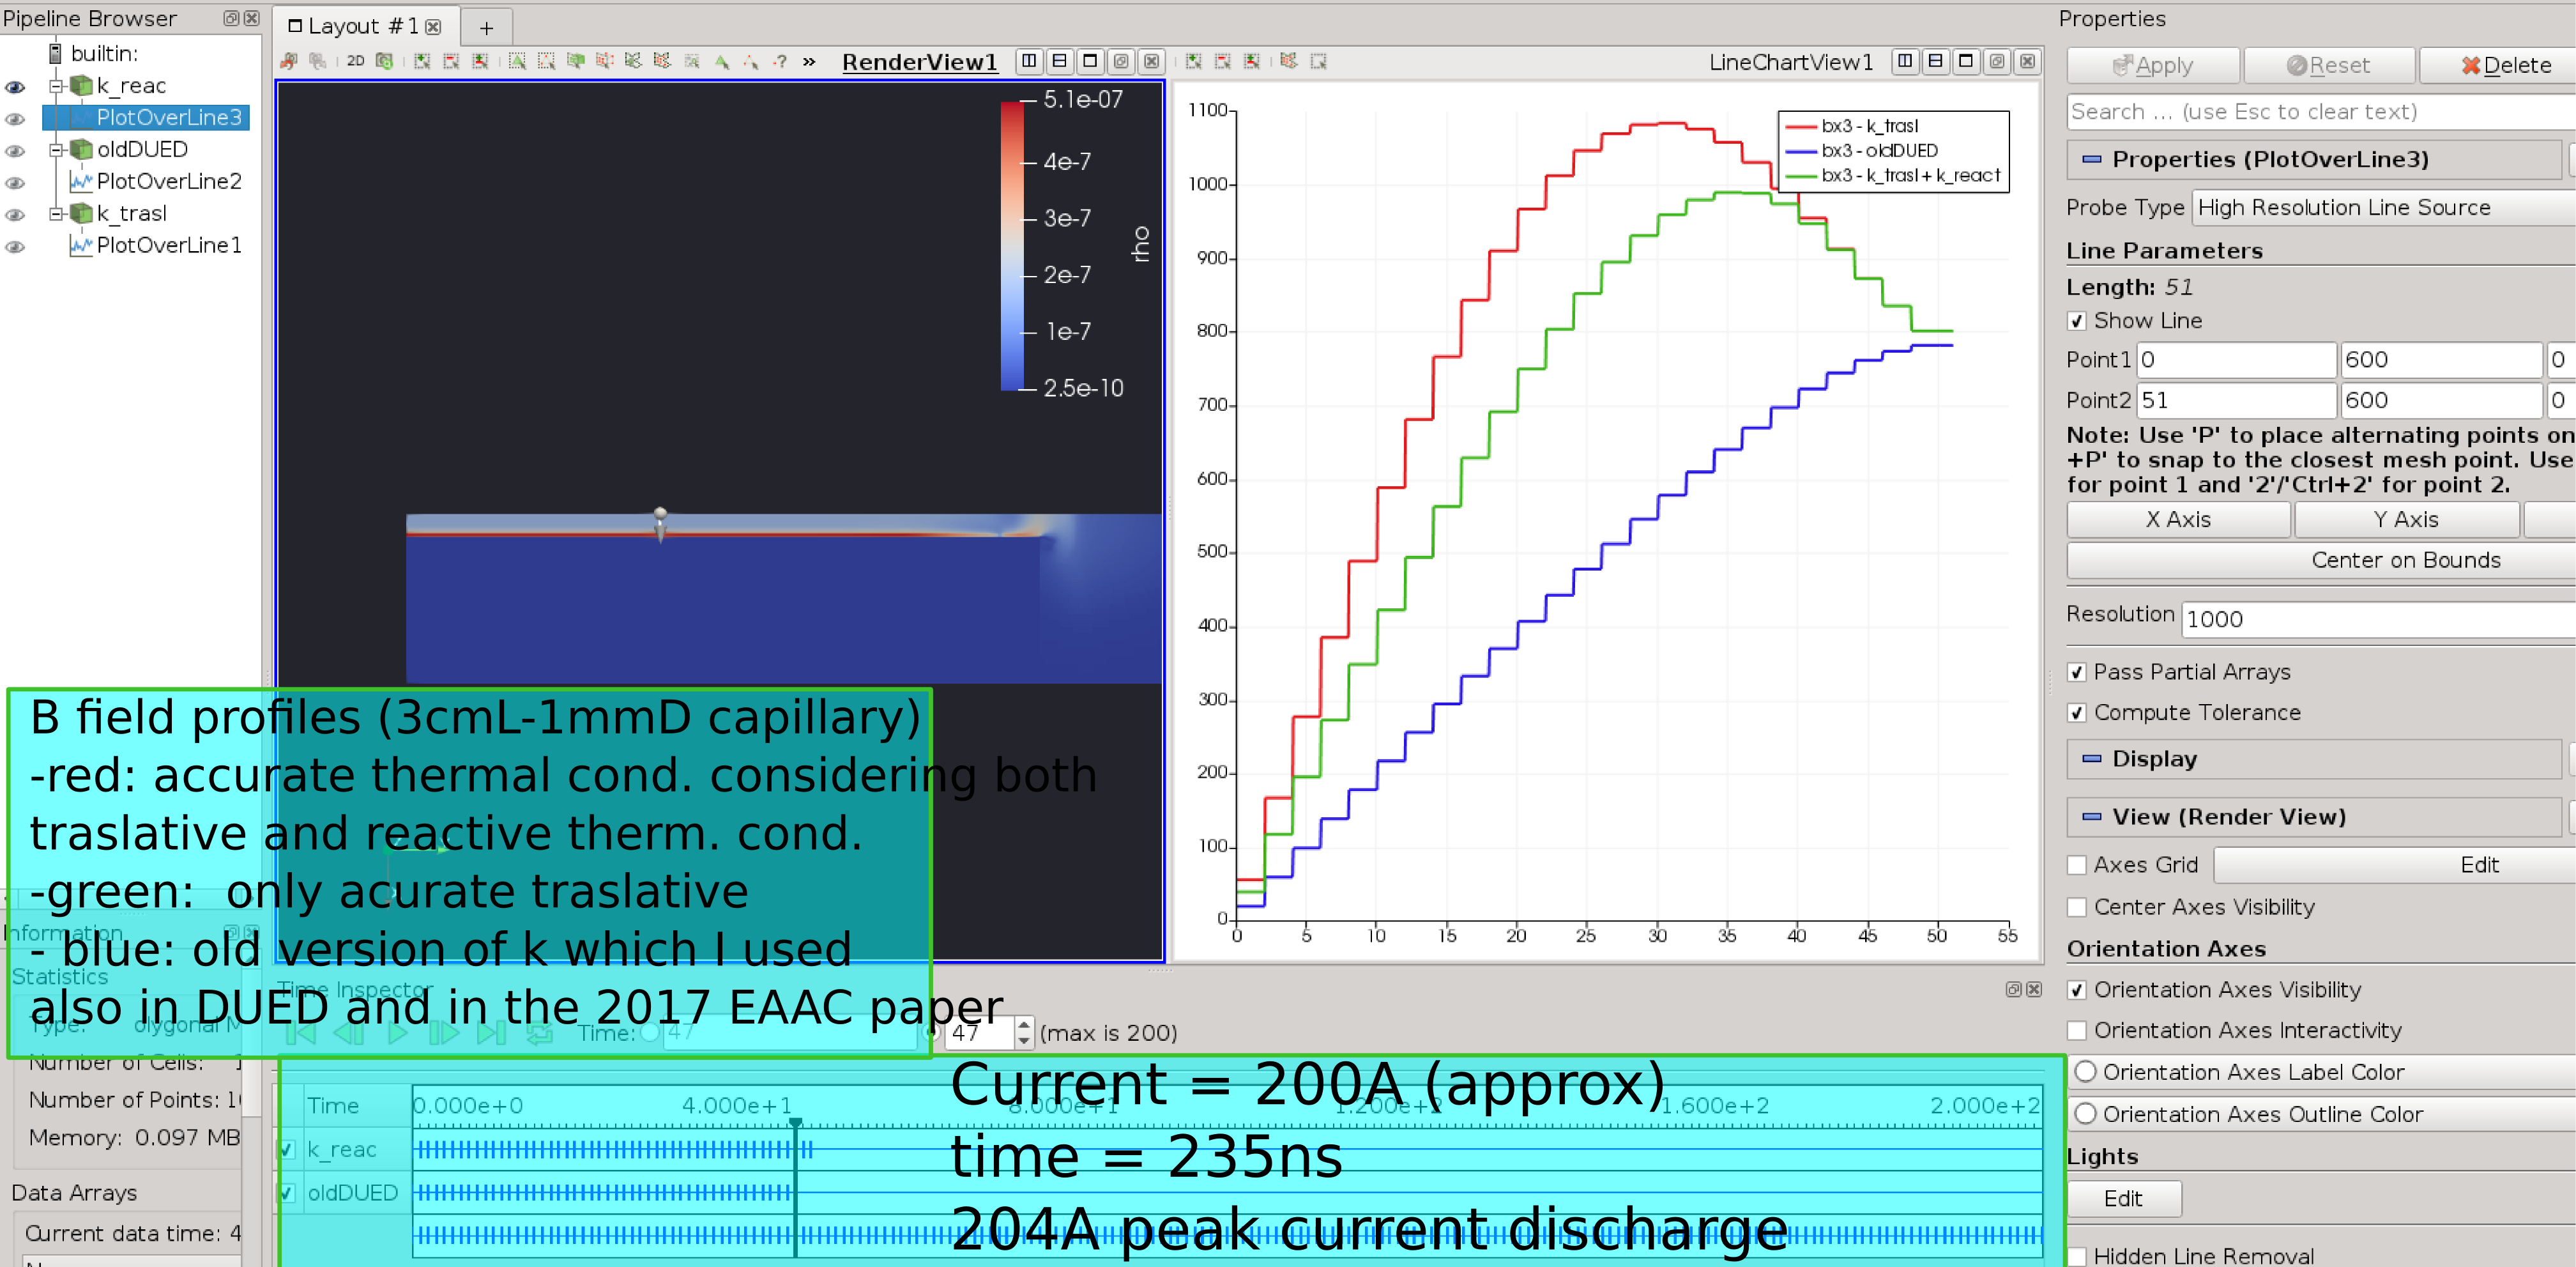 Pipeline Browser
builtin:
k_reac
PlotOverLine3
oldDUED
PlotOverLine2
k_trasl
PlotOverLine1
Layout #1
+
2D
RenderView1
5.1e-07
4e-7
3e-7
2e-7
1e-7
2.5e-10
rho
LineChartView1
1100
1000
900
800
700
600
500
400
300
200
100
0
0 5 10 15 20 25 30 35 40 45 50 55
bx3 - k_trasl
bx3 - oldDUED
bx3 - k_trasl + k_react
Properties
Apply Reset Delete
Search ... (use Esc to clear text)
Properties (PlotOverLine3)
Probe Type High Resolution Line Source
Line Parameters
Length: 51
Show Line
Point1 0 600 0
Point2 51 600 0
Note: Use 'P' to place alternating points on
+P' to snap to the closest mesh point. Use
for point 1 and '2'/'Ctrl+2' for point 2.
X Axis Y Axis
Center on Bounds
Resolution 1000
Pass Partial Arrays
Compute Tolerance
Display
View (Render View)
Axes Grid Edit
Center Axes Visibility
Orientation Axes
Orientation Axes Visibility
Orientation Axes Interactivity
Orientation Axes Label Color
Orientation Axes Outline Color
Lights
Edit
Hidden Line Removal
B field profiles (3cmL-1mmD capillary)
-red: accurate thermal cond. considering both
traslative and reactive therm. cond.
-green: only acurate traslative
- blue: old version of k which I used
also in DUED and in the 2017 EAAC paper
Information
Statistics
Type: olygonal M
Number of Cells: 1
Number of Points: 1
Memory: 0.097 MB
Data Arrays
Current data time: 4
Time Inspector
Time: 47 47 (max is 200)
Time 0.000e+0 4.000e+1 8.000e+1 1.200e+2 1.600e+2 2.000e+2
k_reac
oldDUED
Current = 200A (approx)
time = 235ns
204A peak current discharge